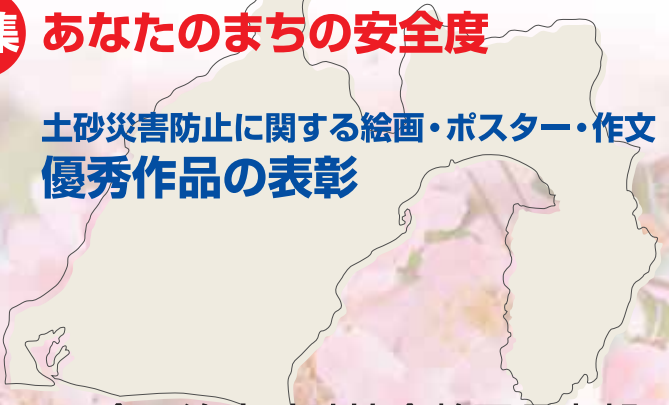 集 あなたのまちの安全度
土砂災害防止に関する絵画・ポスター・作文
優秀作品の表彰